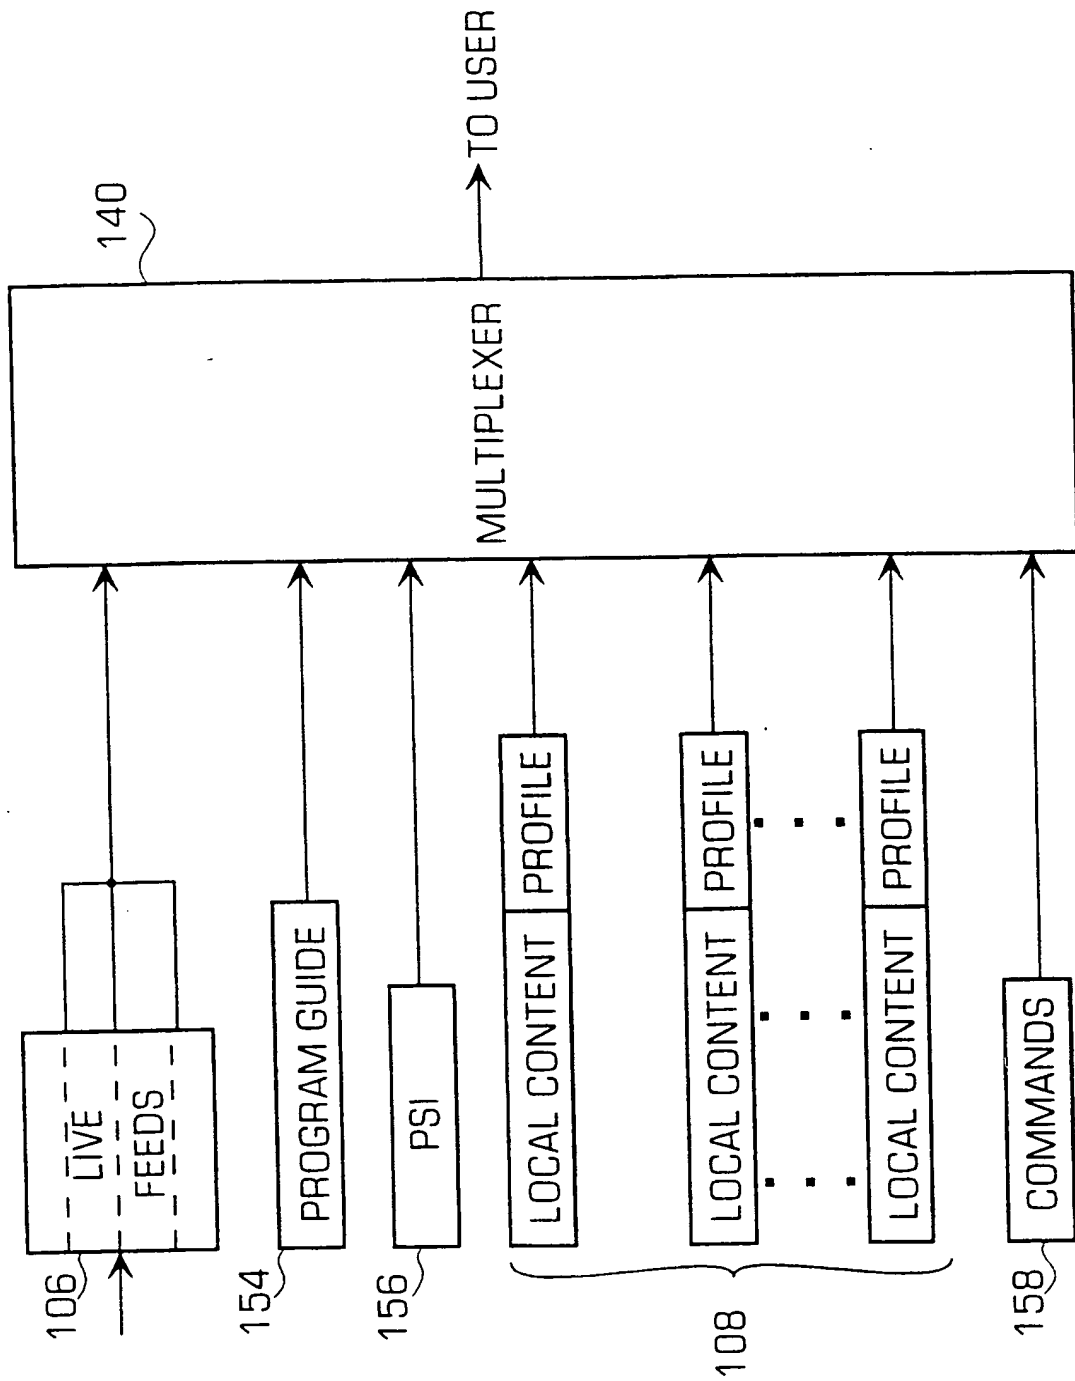 106
LIVE
FEEDS
154
PROGRAM GUIDE
156
PSI
108
LOCAL CONTENT
PROFILE
LOCAL CONTENT
PROFILE
LOCAL CONTENT
PROFILE
158
COMMANDS
140
MULTIPLEXER
TO USER